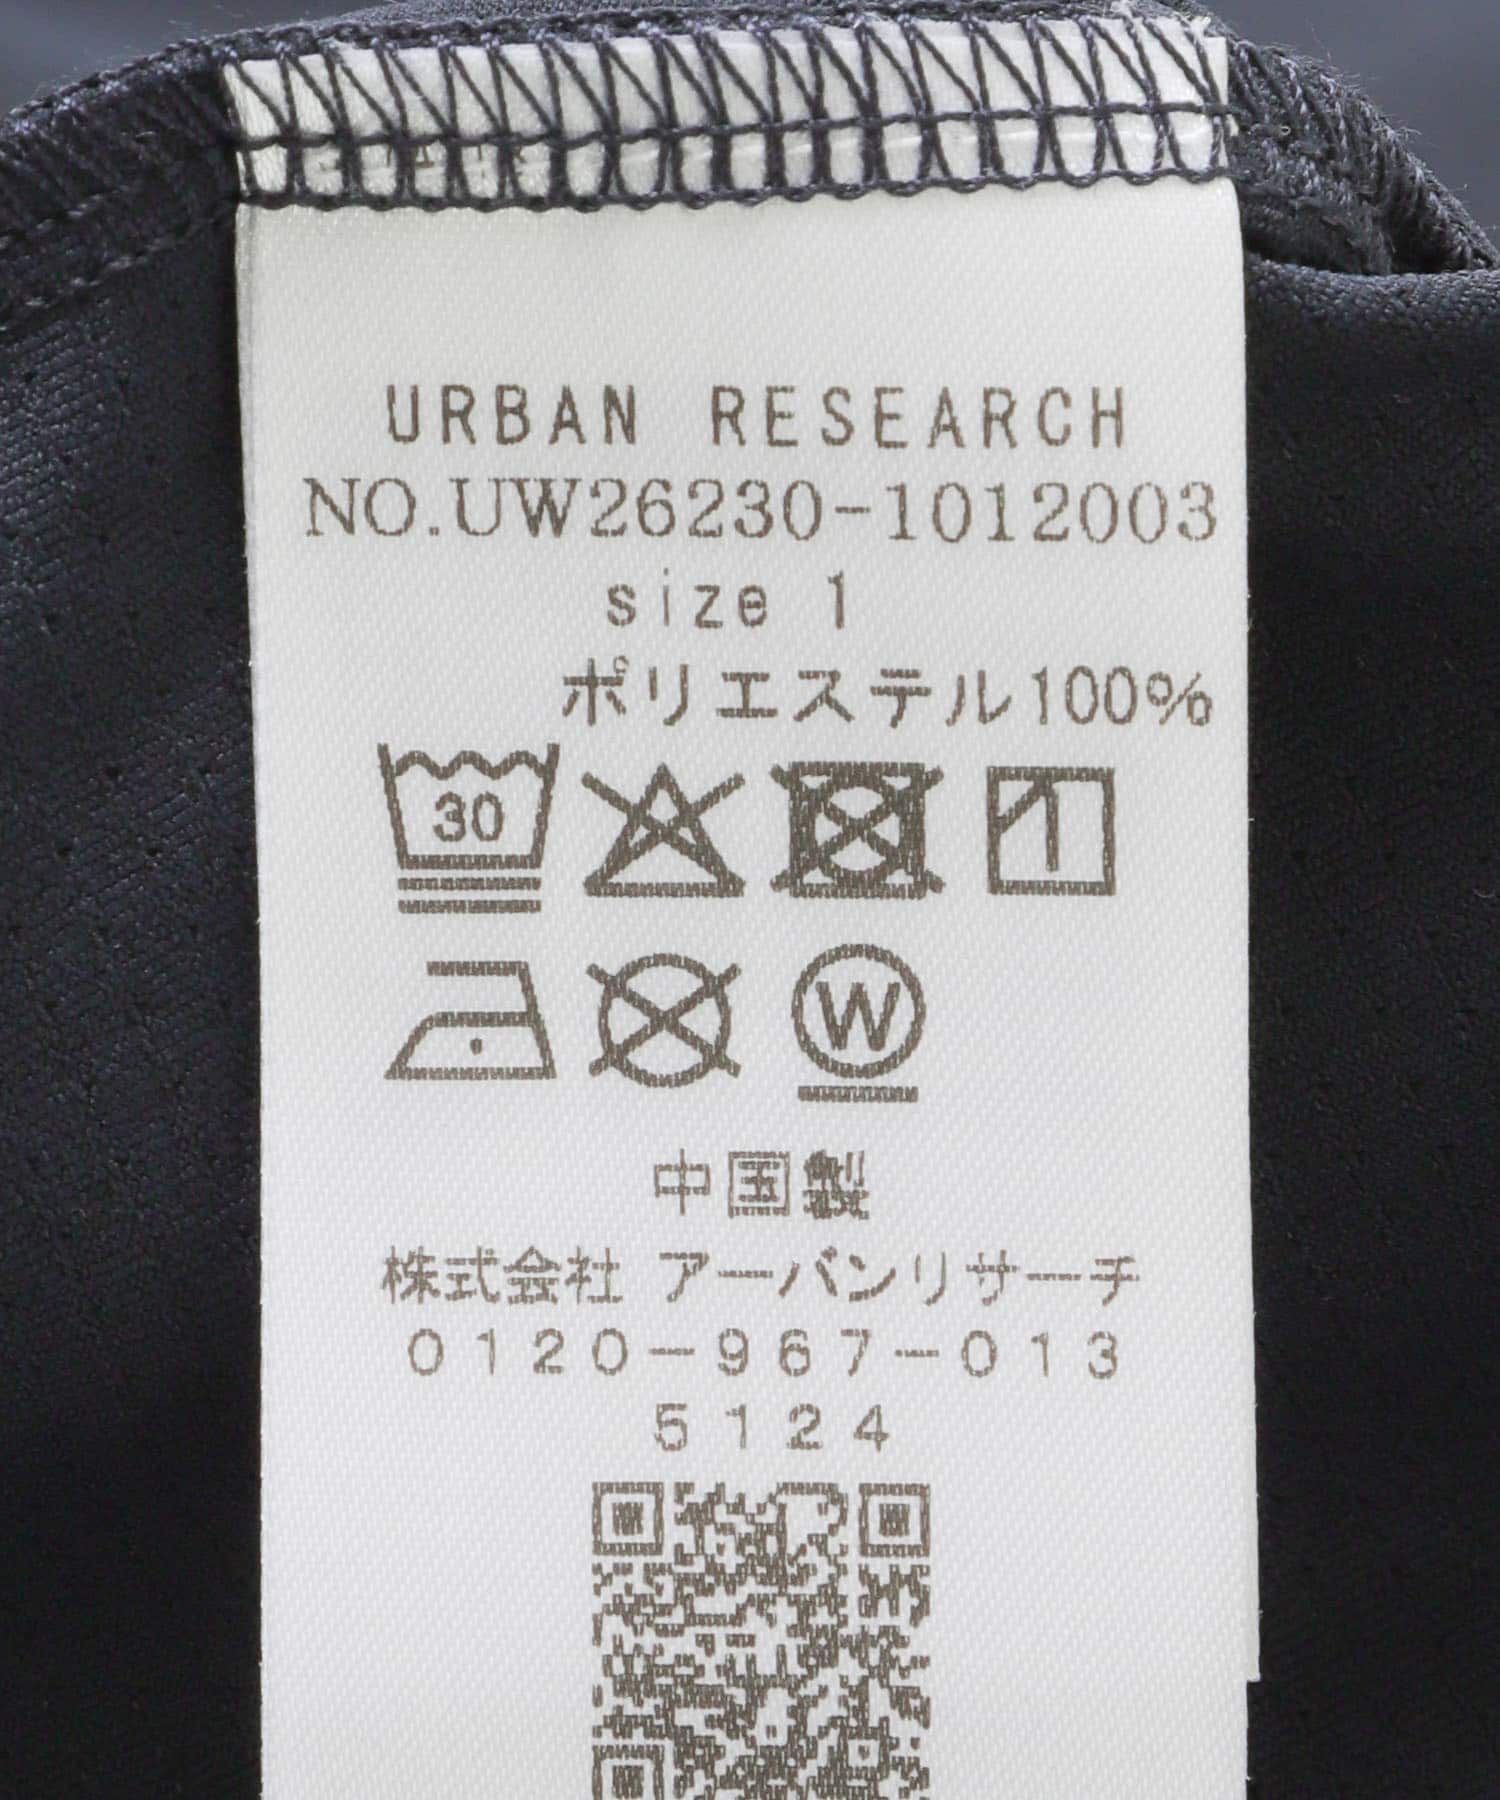 URBAN RESEARCH
NO.UW26230-1012003
size 1
ポリエステル100%
30
W
中国製
株式会社 アーバンリサーチ
0120-967-013
5124